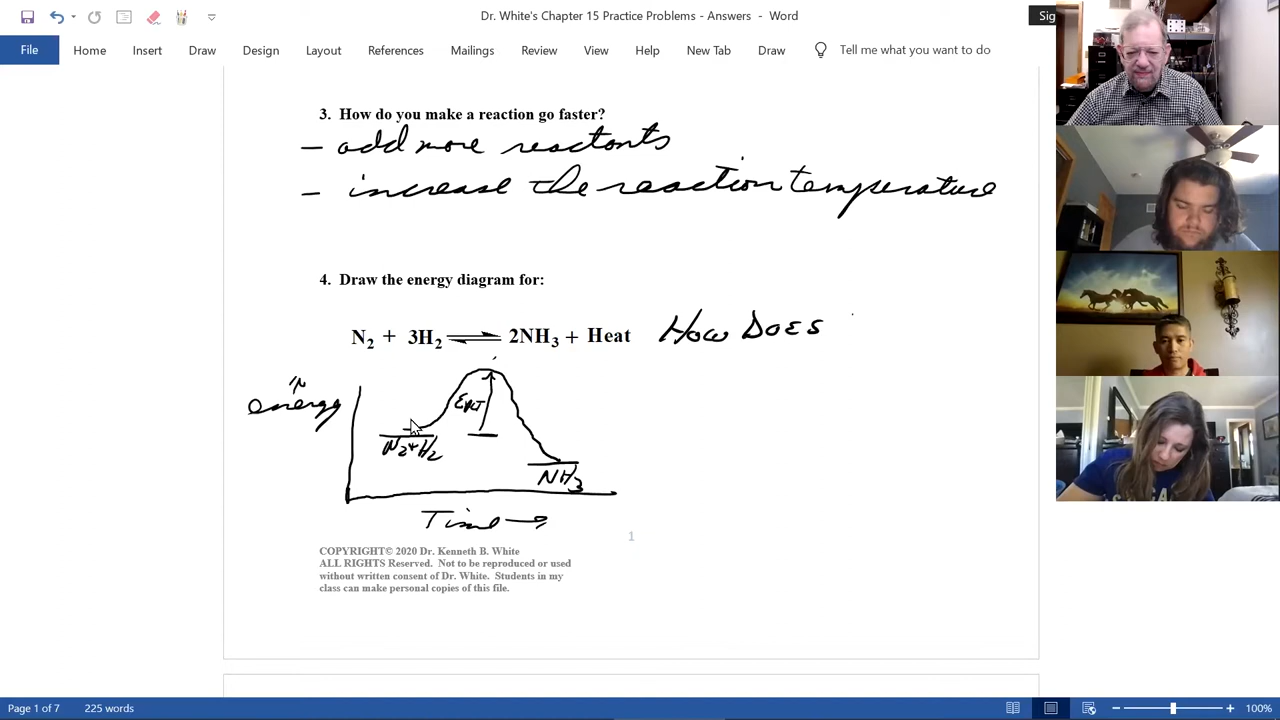 Dr. White's Chapter 15 Practice Problems - Answers - Word
Sig
File Home Insert Draw Design Layout References Mailings Review View Help New Tab Draw Tell me what you want to do
3. How do you make a reaction go faster?
- add more reactants
- increase the reaction temperature
4. Draw the energy diagram for:
N₂ + 3H₂ ⇌ 2NH₃ + Heat How Does
↑
energy
Eact
N₂+H₂
NH₃
Time →
1
COPYRIGHT© 2020 Dr. Kenneth B. White
ALL RIGHTS Reserved. Not to be reproduced or used
without written consent of Dr. White. Students in my
class can make personal copies of this file.
Page 1 of 7 225 words 100%